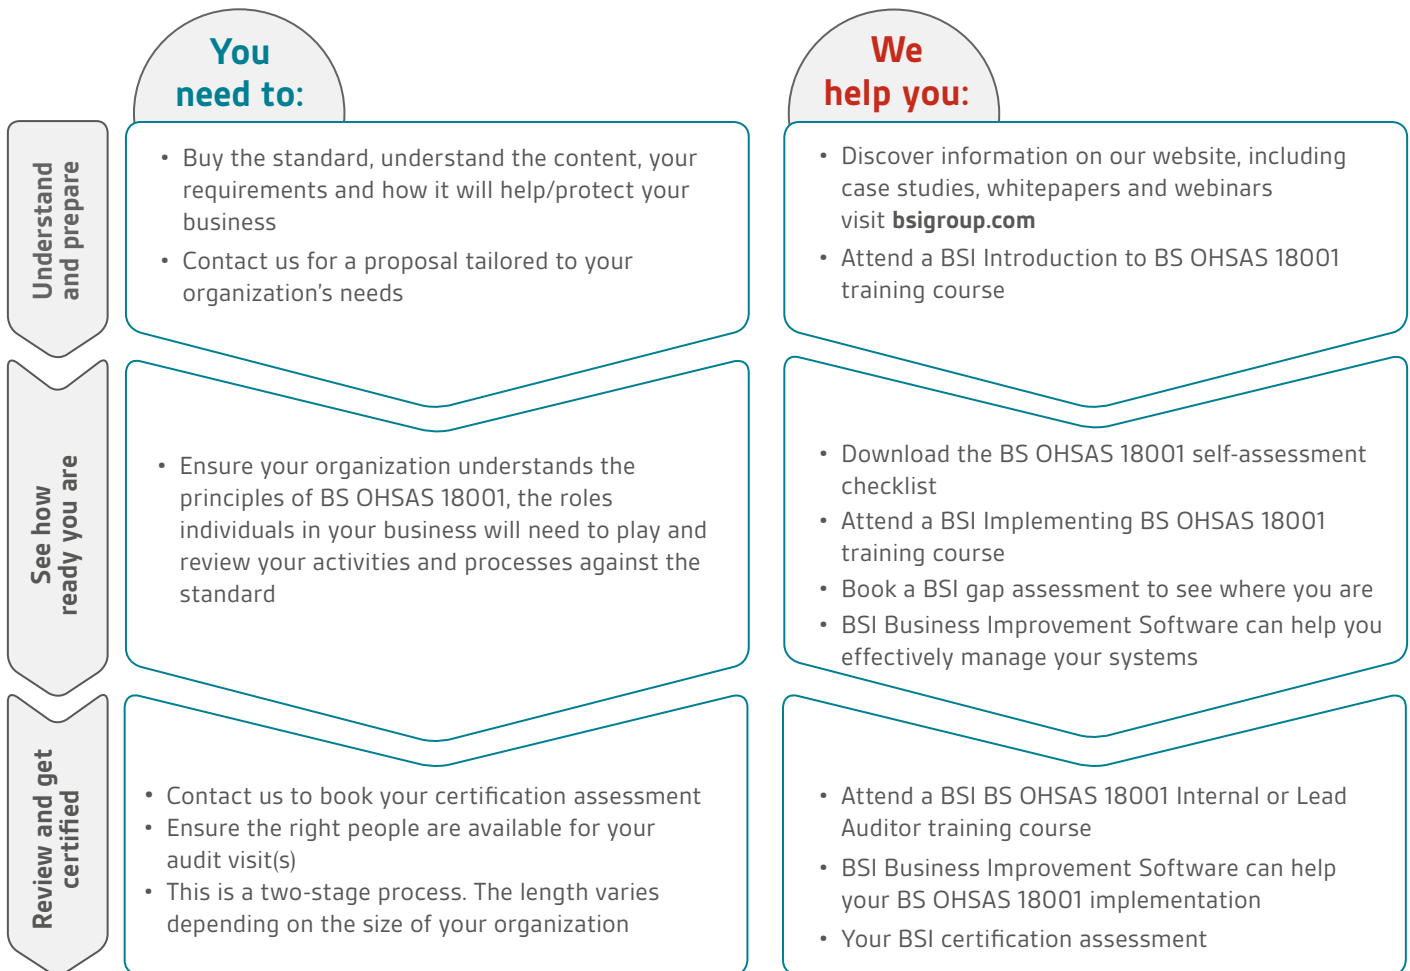 You
need to:
We
help you:
Understand
and prepare
• Buy the standard, understand the content, your
requirements and how it will help/protect your
business
• Contact us for a proposal tailored to your
organization’s needs
• Discover information on our website, including
case studies, whitepapers and webinars
visit bsigroup.com
• Attend a BSI Introduction to BS OHSAS 18001
training course
See how
ready you are
• Ensure your organization understands the
principles of BS OHSAS 18001, the roles
individuals in your business will need to play and
review your activities and processes against the
standard
• Download the BS OHSAS 18001 self-assessment
checklist
• Attend a BSI Implementing BS OHSAS 18001
training course
• Book a BSI gap assessment to see where you are
• BSI Business Improvement Software can help you
effectively manage your systems
Review and get
certified
• Contact us to book your certification assessment
• Ensure the right people are available for your
audit visit(s)
• This is a two-stage process. The length varies
depending on the size of your organization
• Attend a BSI BS OHSAS 18001 Internal or Lead
Auditor training course
• BSI Business Improvement Software can help
your BS OHSAS 18001 implementation
• Your BSI certification assessment